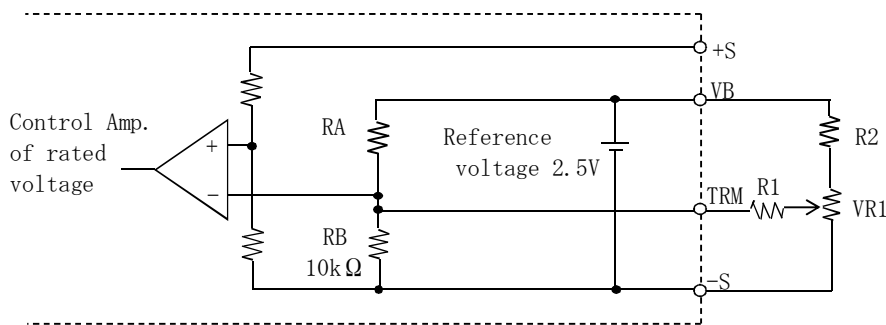 +S
VB
Control Amp.
of rated
voltage
+
−
RA
Reference
voltage 2.5V
R2
TRM
R1
VR1
RB
10kΩ
−S